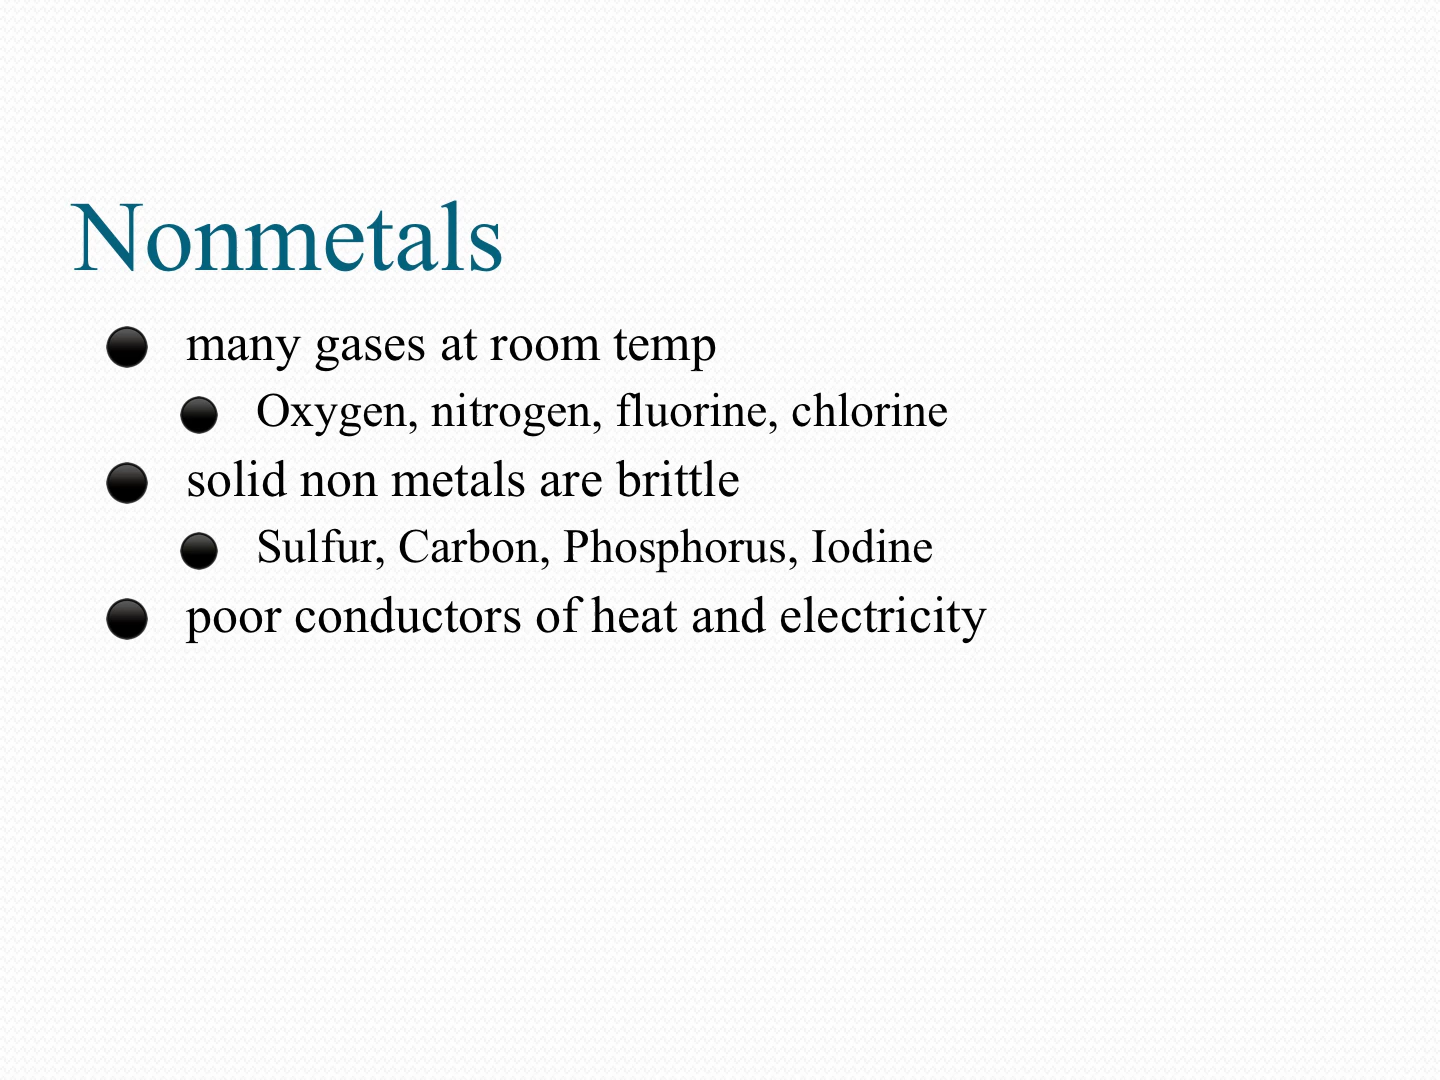 Nonmetals
many gases at room temp
Oxygen, nitrogen, fluorine, chlorine
solid non metals are brittle
Sulfur, Carbon, Phosphorus, Iodine
poor conductors of heat and electricity